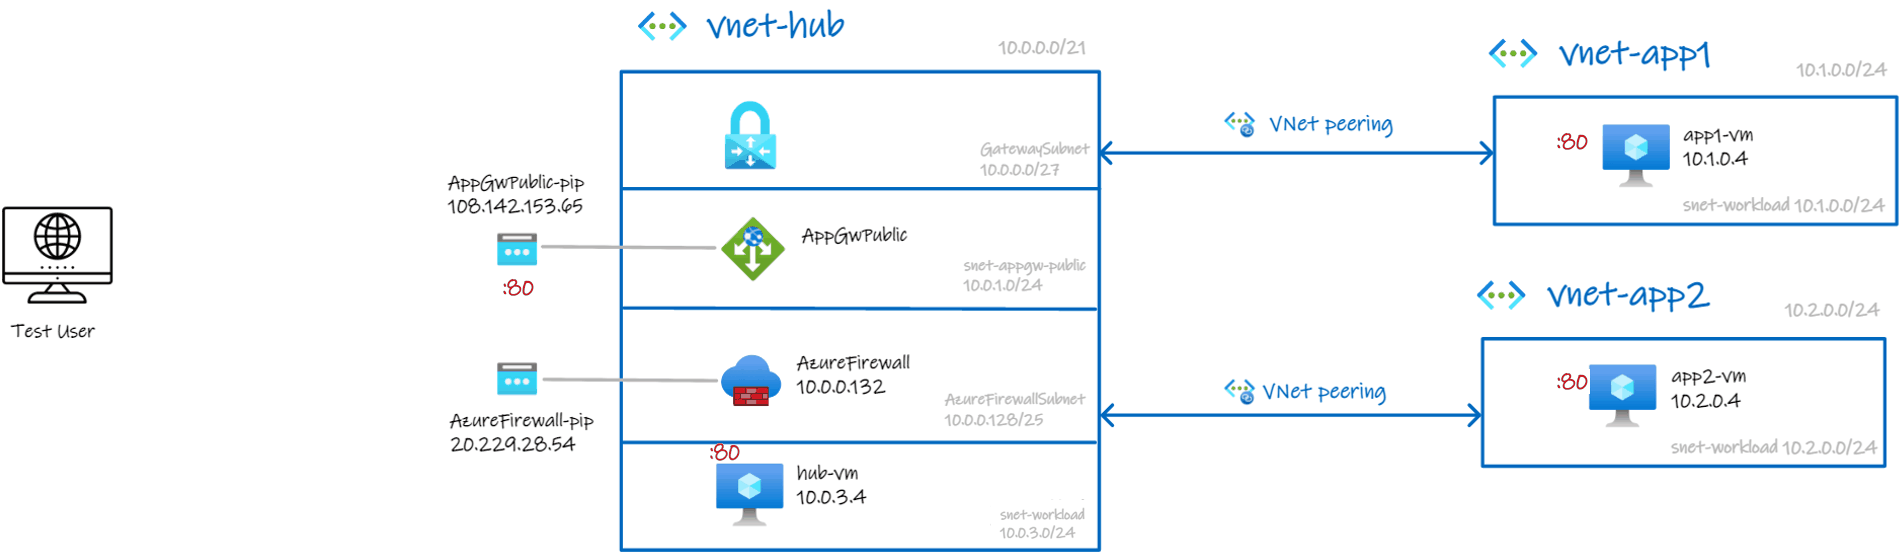 vnet-hub
10.0.0.0/21
GatewaySubnet
10.0.0.0/27
AppGwPublic-pip
108.142.153.65
:80
AppGwPublic
snet-appgw-public
10.0.1.0/24
Test User
AzureFirewall
10.0.0.132
AzureFirewallSubnet
10.0.0.128/25
AzureFirewall-pip
20.229.28.54
:80
hub-vm
10.0.3.4
snet-workload
10.0.3.0/24
VNet peering
VNet peering
vnet-app1
10.1.0.0/24
:80
app1-vm
10.1.0.4
snet-workload 10.1.0.0/24
vnet-app2
10.2.0.0/24
:80
app2-vm
10.2.0.4
snet-workload 10.2.0.0/24